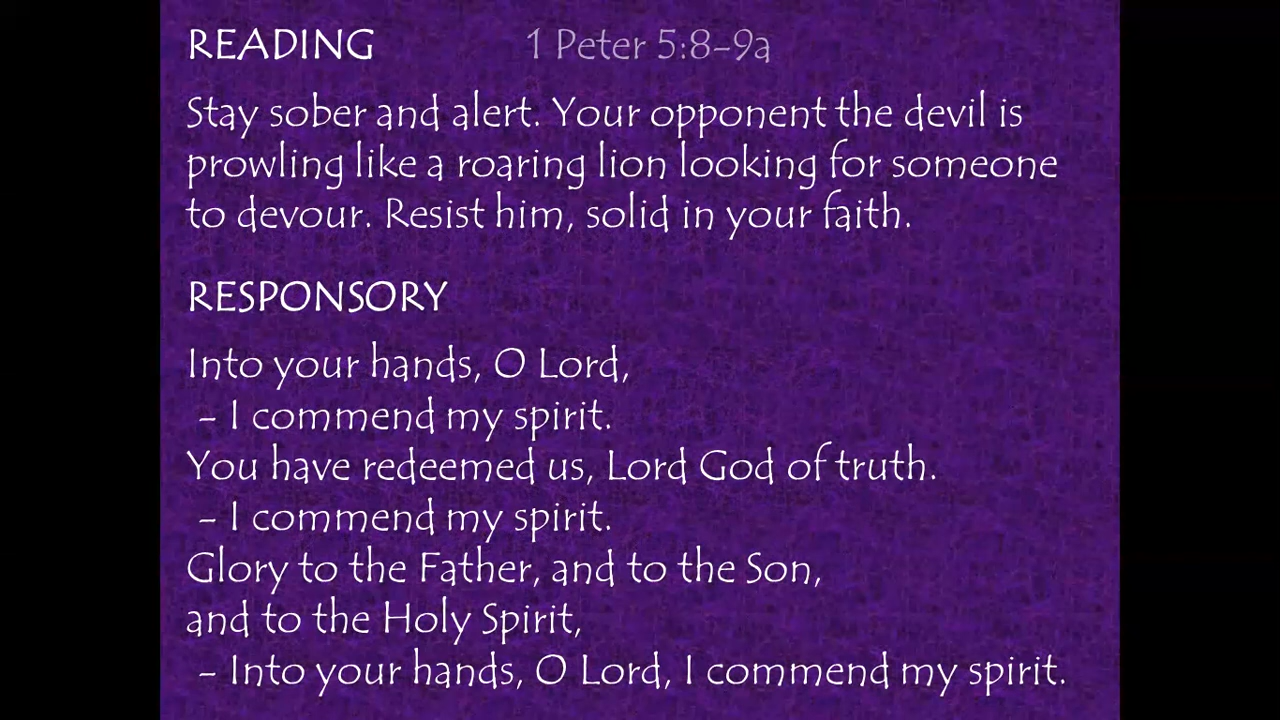 READING 1 Peter 5:8-9a
Stay sober and alert. Your opponent the devil is
prowling like a roaring lion looking for someone
to devour. Resist him, solid in your faith.
RESPONSORY
Into your hands, O Lord,
- I commend my spirit.
You have redeemed us, Lord God of truth.
- I commend my spirit.
Glory to the Father, and to the Son,
and to the Holy Spirit,
- Into your hands, O Lord, I commend my spirit.